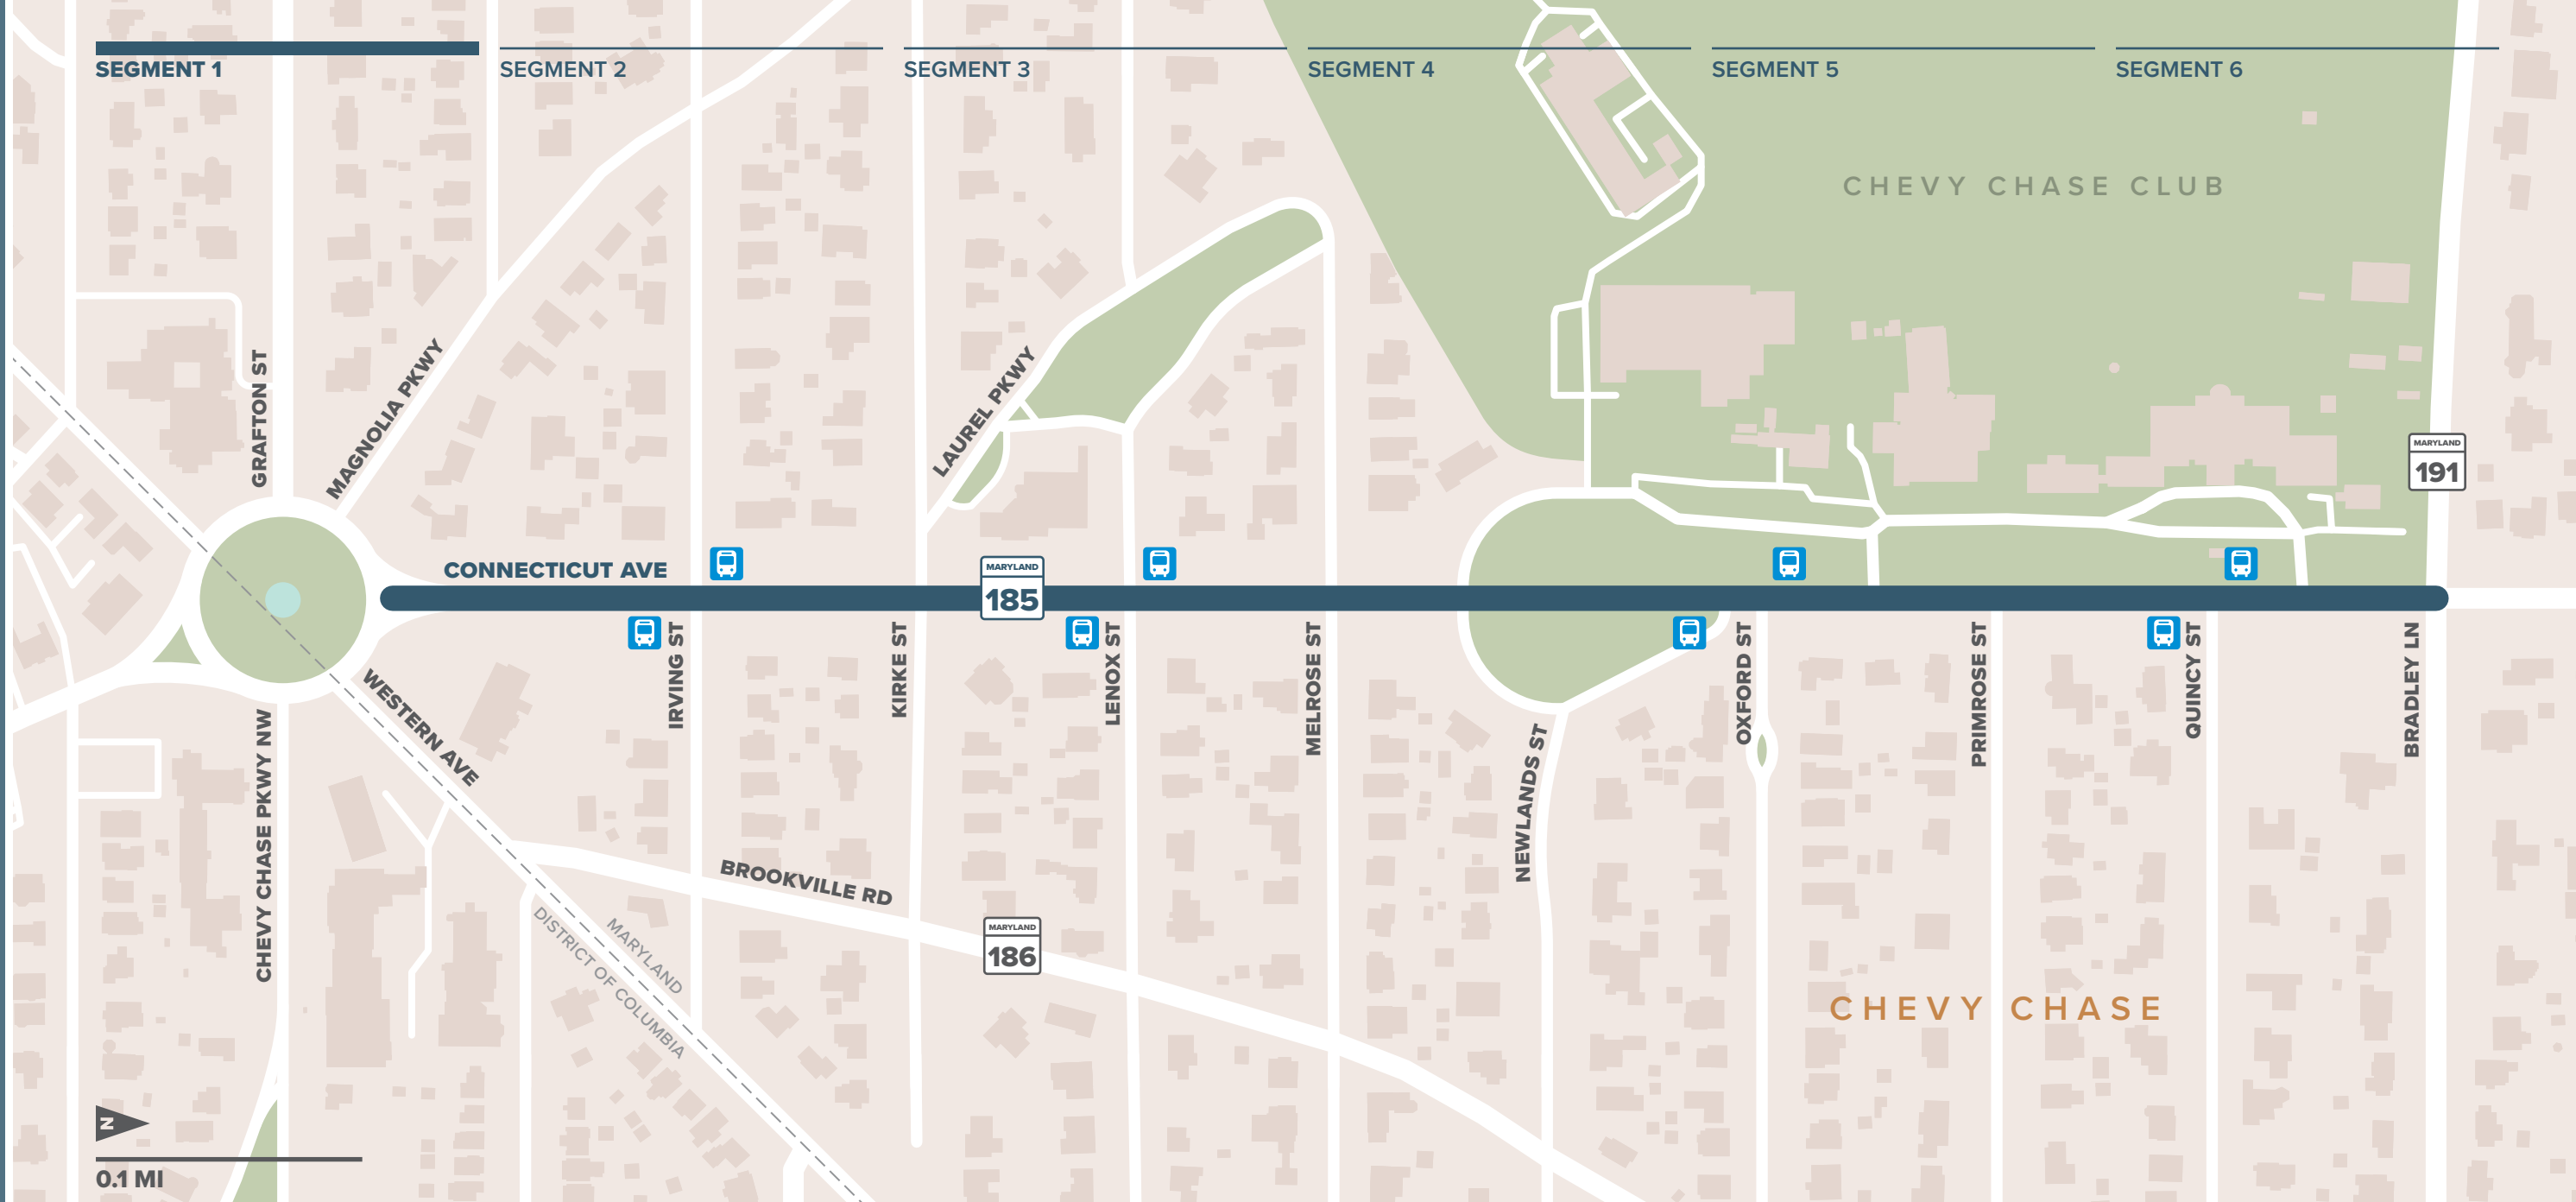 SEGMENT 1
SEGMENT 2
SEGMENT 3
SEGMENT 4
SEGMENT 5
SEGMENT 6
CHEVY CHASE CLUB
GRAFTON ST
MAGNOLIA PKWY
LAUREL PKWY
MARYLAND
191
CONNECTICUT AVE
MARYLAND
185
WESTERN AVE
IRVING ST
KIRKE ST
LENOX ST
MELROSE ST
NEWLANDS ST
OXFORD ST
PRIMROSE ST
QUINCY ST
BRADLEY LN
CHEVY CHASE PKWY NW
BROOKVILLE RD
MARYLAND
186
MARYLAND
DISTRICT OF COLUMBIA
CHEVY CHASE
N
0.1 MI